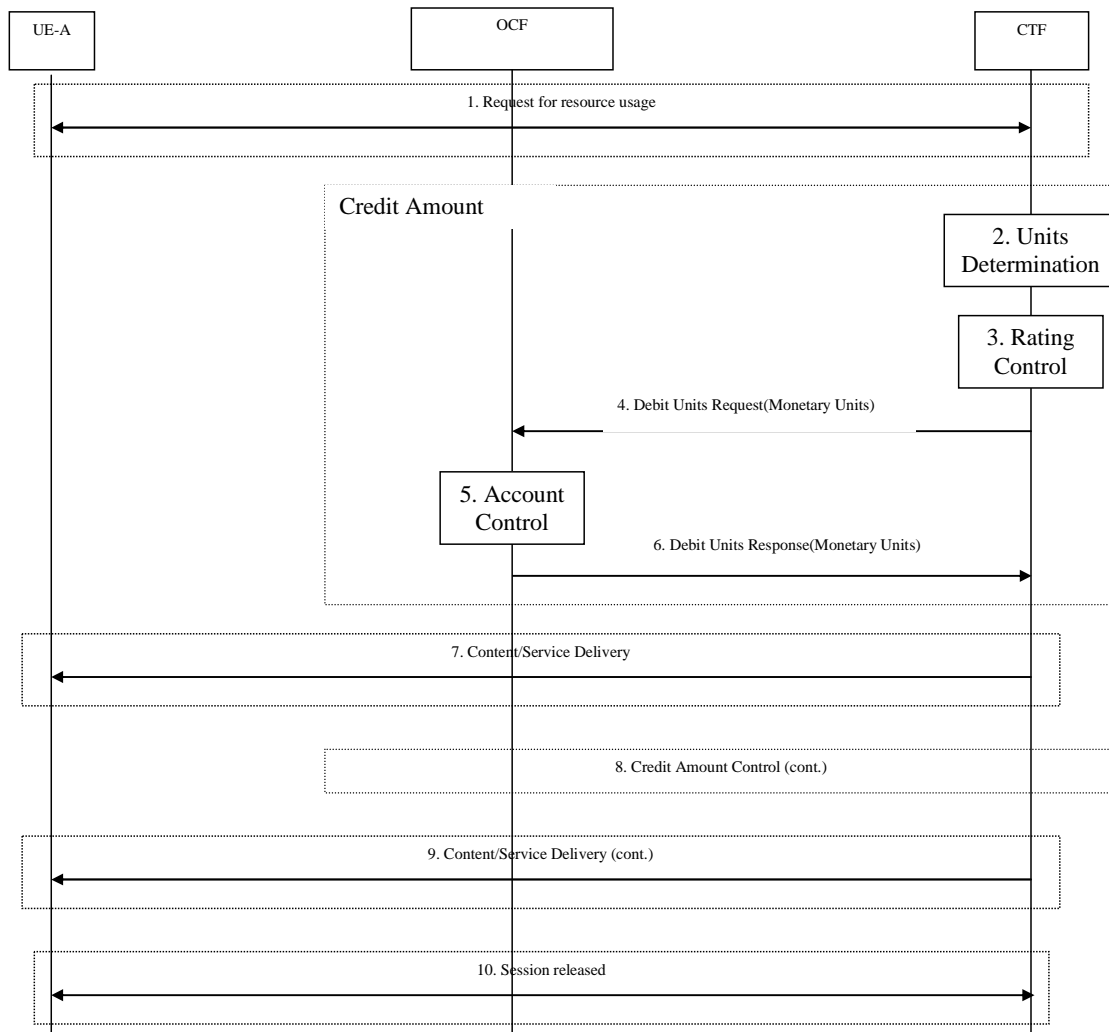 UE-A
OCF
CTF
1. Request for resource usage
Credit Amount
2. Units
Determination
3. Rating
Control
4. Debit Units Request(Monetary Units)
5. Account
Control
6. Debit Units Response(Monetary Units)
7. Content/Service Delivery
8. Credit Amount Control (cont.)
9. Content/Service Delivery (cont.)
10. Session released